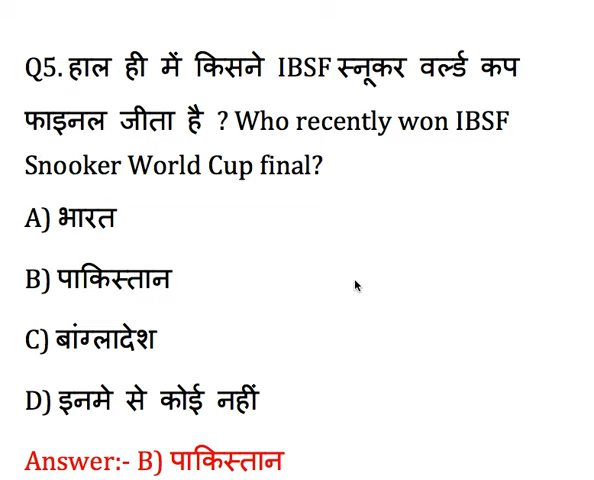 Q5. हाल ही में किसने IBSF स्नूकर वर्ल्ड कप
फाइनल जीता है ? Who recently won IBSF
Snooker World Cup final?
A) भारत
B) पाकिस्तान
C) बांग्लादेश
D) इनमे से कोई नहीं
Answer:- B) पाकिस्तान